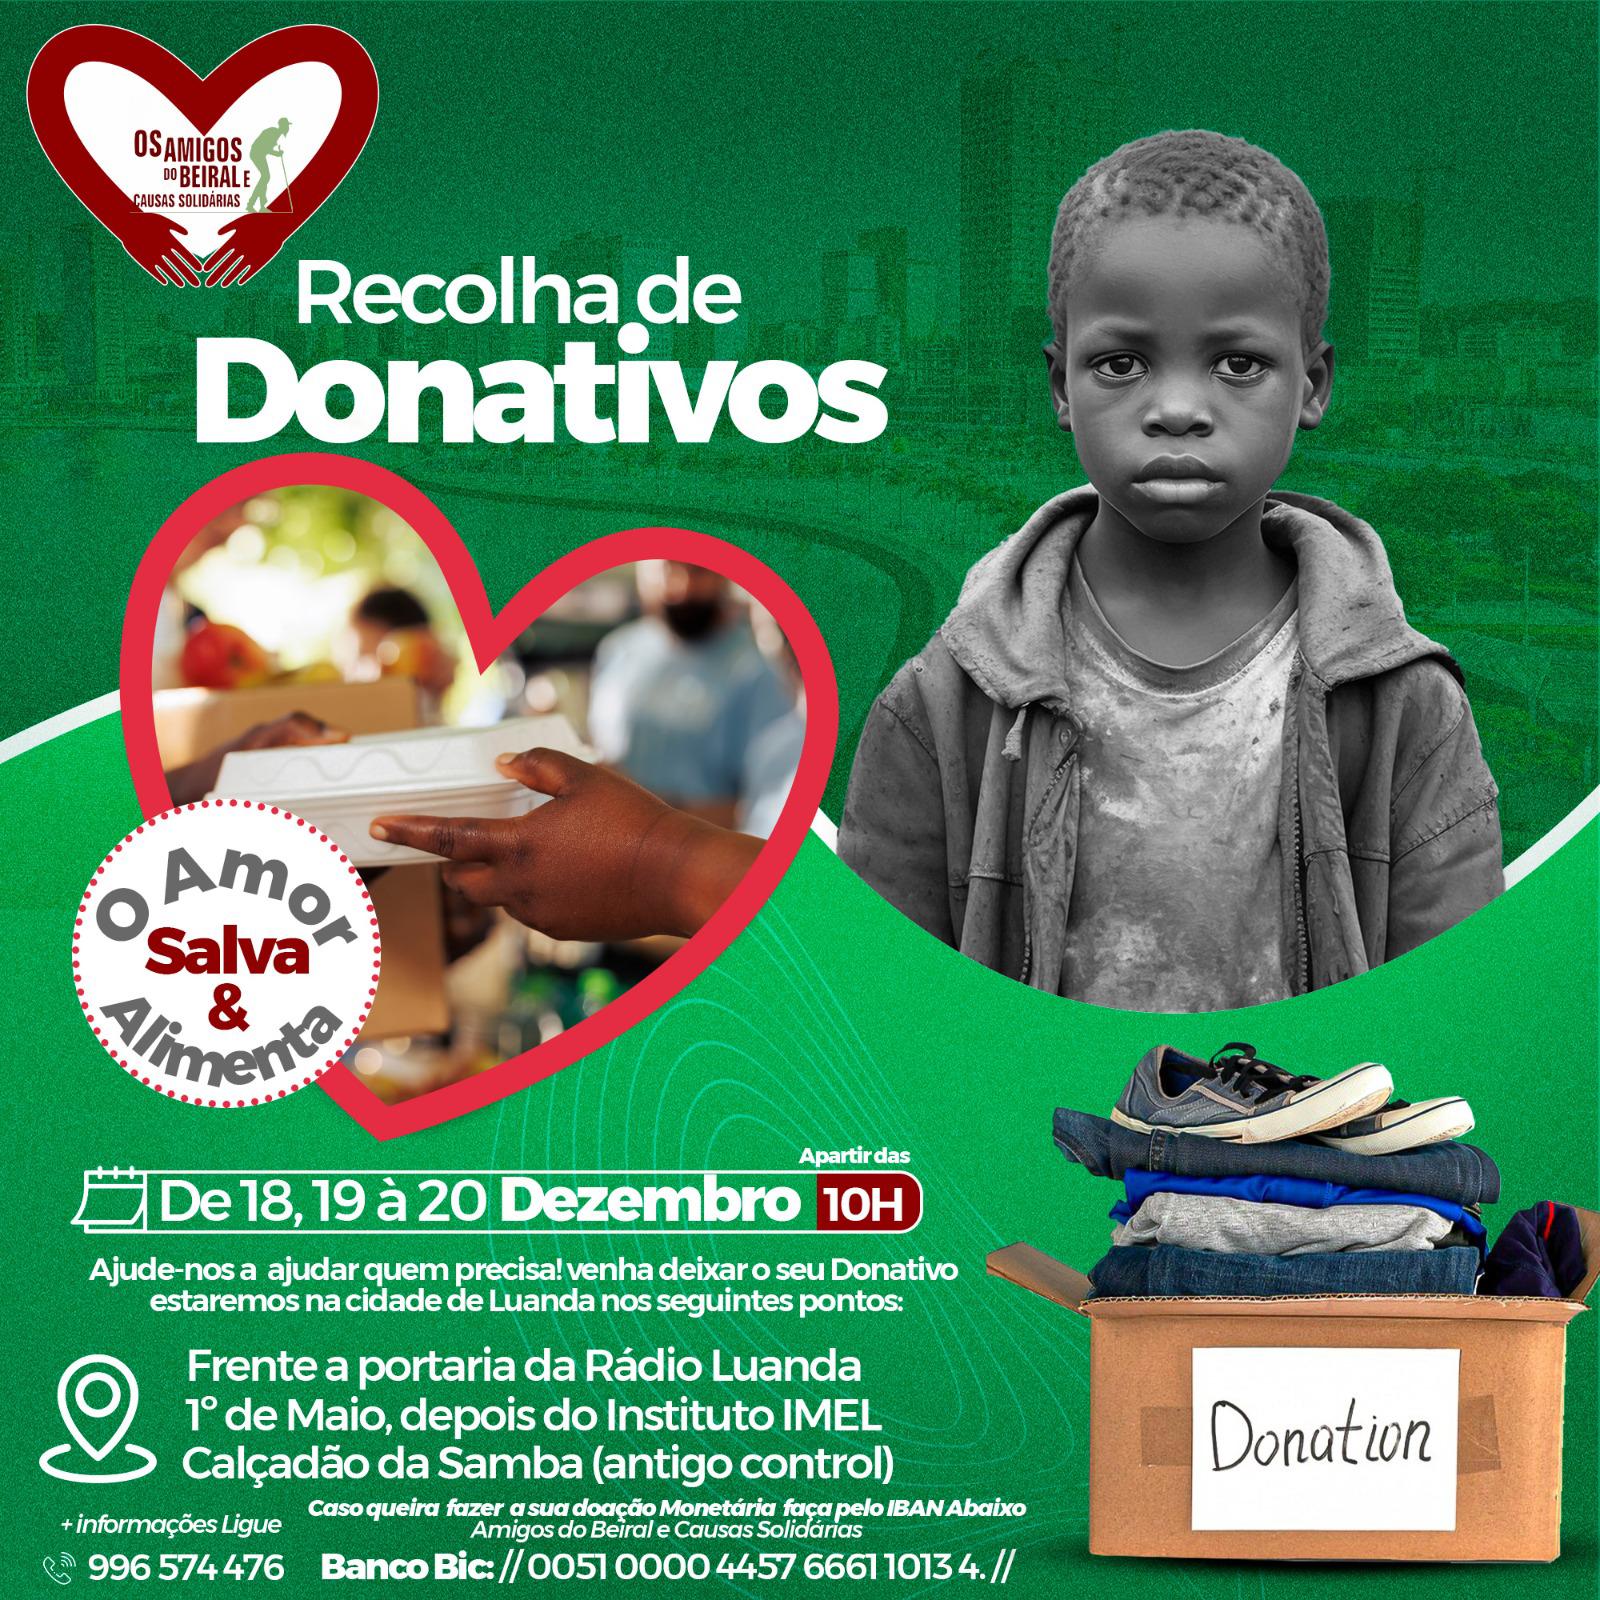 OS AMIGOS
DO BEIRAL E
CAUSAS SOLIDÁRIAS
Recolha de
Donativos
O Amor
Salva
&
Alimenta
Apartir das
De 18, 19 à 20 Dezembro 10H
Ajude-nos a ajudar quem precisa! venha deixar o seu Donativo
estaremos na cidade de Luanda nos seguintes pontos:
Frente a portaria da Rádio Luanda
1º de Maio, depois do Instituto IMEL
Calçadão da Samba (antigo control)
Donation
Caso queira fazer a sua doação Monetária faça pelo IBAN Abaixo
+ informações Ligue
Amigos do Beiral e Causas Solidárias
996 574 476
Banco Bic: // 0051 0000 4457 6661 1013 4. //